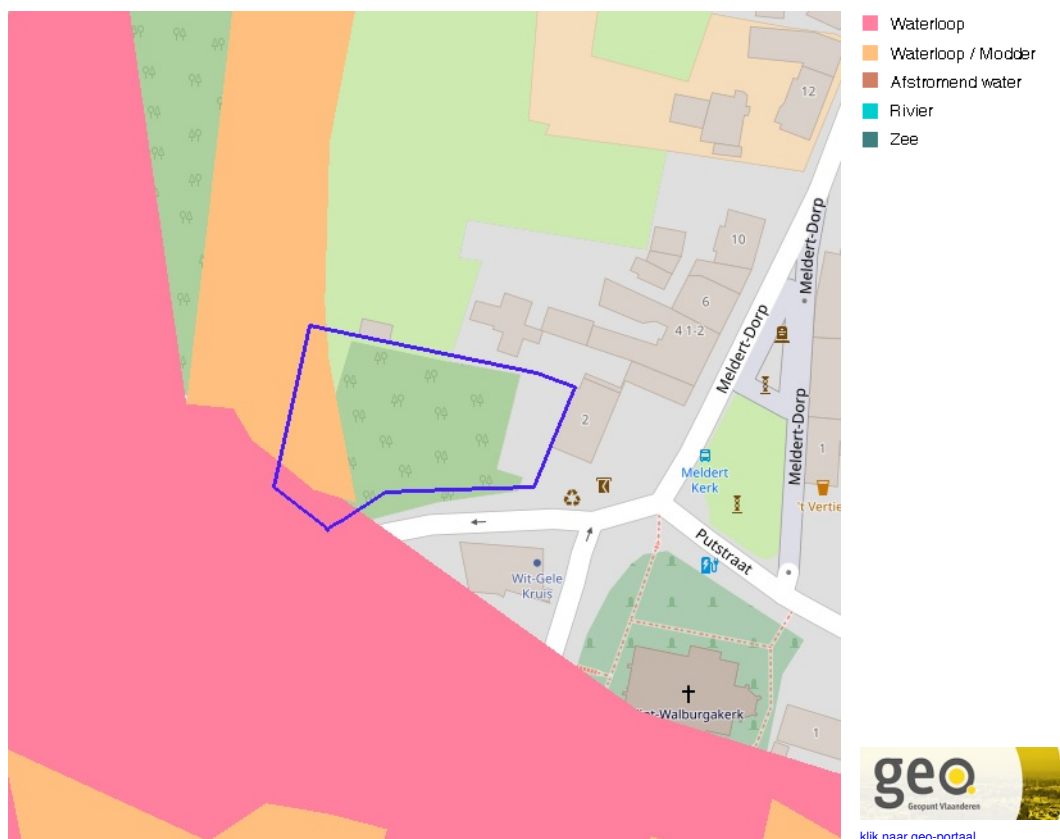 Waterloop
Waterloop / Modder
Afstromend water
Rivier
Zee
12
Meldert-Dorp
10
6
4 1-2
Meldert-Dorp
2
Meldert-Dorp
1
Meldert
Kerk
't Vertie
Putstraat
Wit-Gele
Kruis
int-Walburgakerk
1
geo
Geopunt Vlaanderen
klik naar geo-portaal